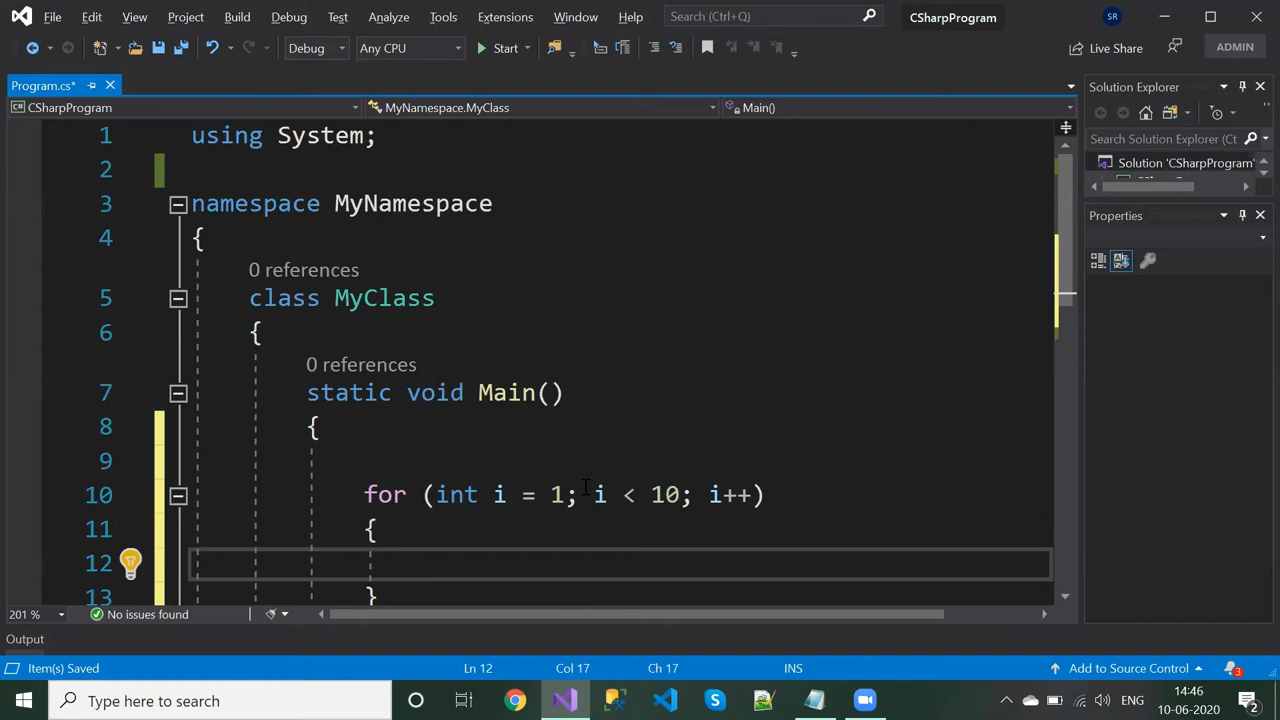 File Edit View Project Build Debug Test Analyze Tools Extensions Window Help Search (Ctrl+Q) CSharpProgram SR
Debug Any CPU Start Live Share ADMIN
Program.cs* Solution Explorer
CSharpProgram MyNamespace.MyClass Main()
Search Solution Explorer (Ct
Solution 'CSharpProgram'
Properties
1 using System;
2
3 namespace MyNamespace
4 {
0 references
5 class MyClass
6 {
0 references
7 static void Main()
8 {
9
10 for (int i = 1; i < 10; i++)
11 {
12
13 }
201 % No issues found
Output
Item(s) Saved Ln 12 Col 17 Ch 17 INS Add to Source Control 3
Type here to search ENG 14:46
10-06-2020 2